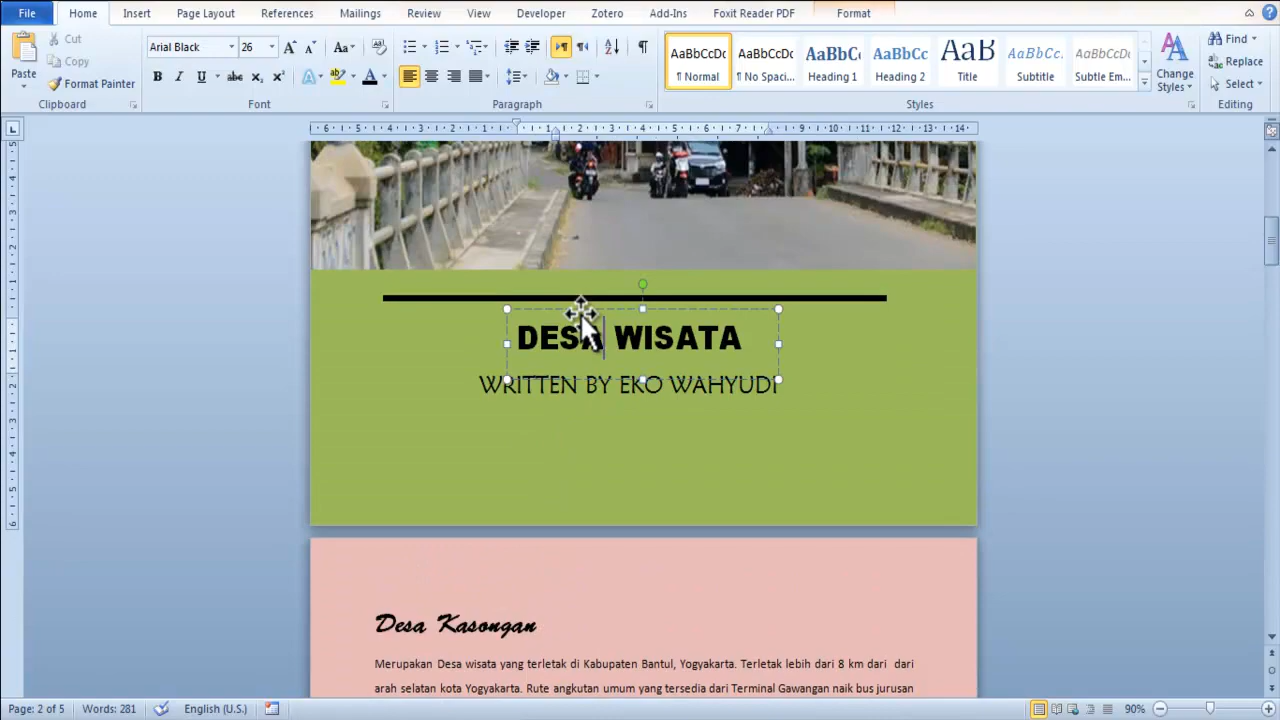 File Home Insert Page Layout References Mailings Review View Developer Zotero Add-Ins Foxit Reader PDF Format
Paste
Cut
Copy
Format Painter
Clipboard
Arial Black 26
Font
Paragraph
AaBbCcDc AaBbCcDc AaBbC AaBbCc AaB AaBbCc. AaBbCcDc
¶ Normal ¶ No Spaci... Heading 1 Heading 2 Title Subtitle Subtle Em...
Change Styles
Styles
Find
Replace
Select
Editing
DESA WISATA
WRITTEN BY EKO WAHYUDI
Desa Kasongan
Merupakan Desa wisata yang terletak di Kabupaten Bantul, Yogyakarta. Terletak lebih dari 8 km dari dari
arah selatan kota Yogyakarta. Rute angkutan umum yang tersedia dari Terminal Gawangan naik bus jurusan
Page: 2 of 5 Words: 281 English (U.S.) 90%